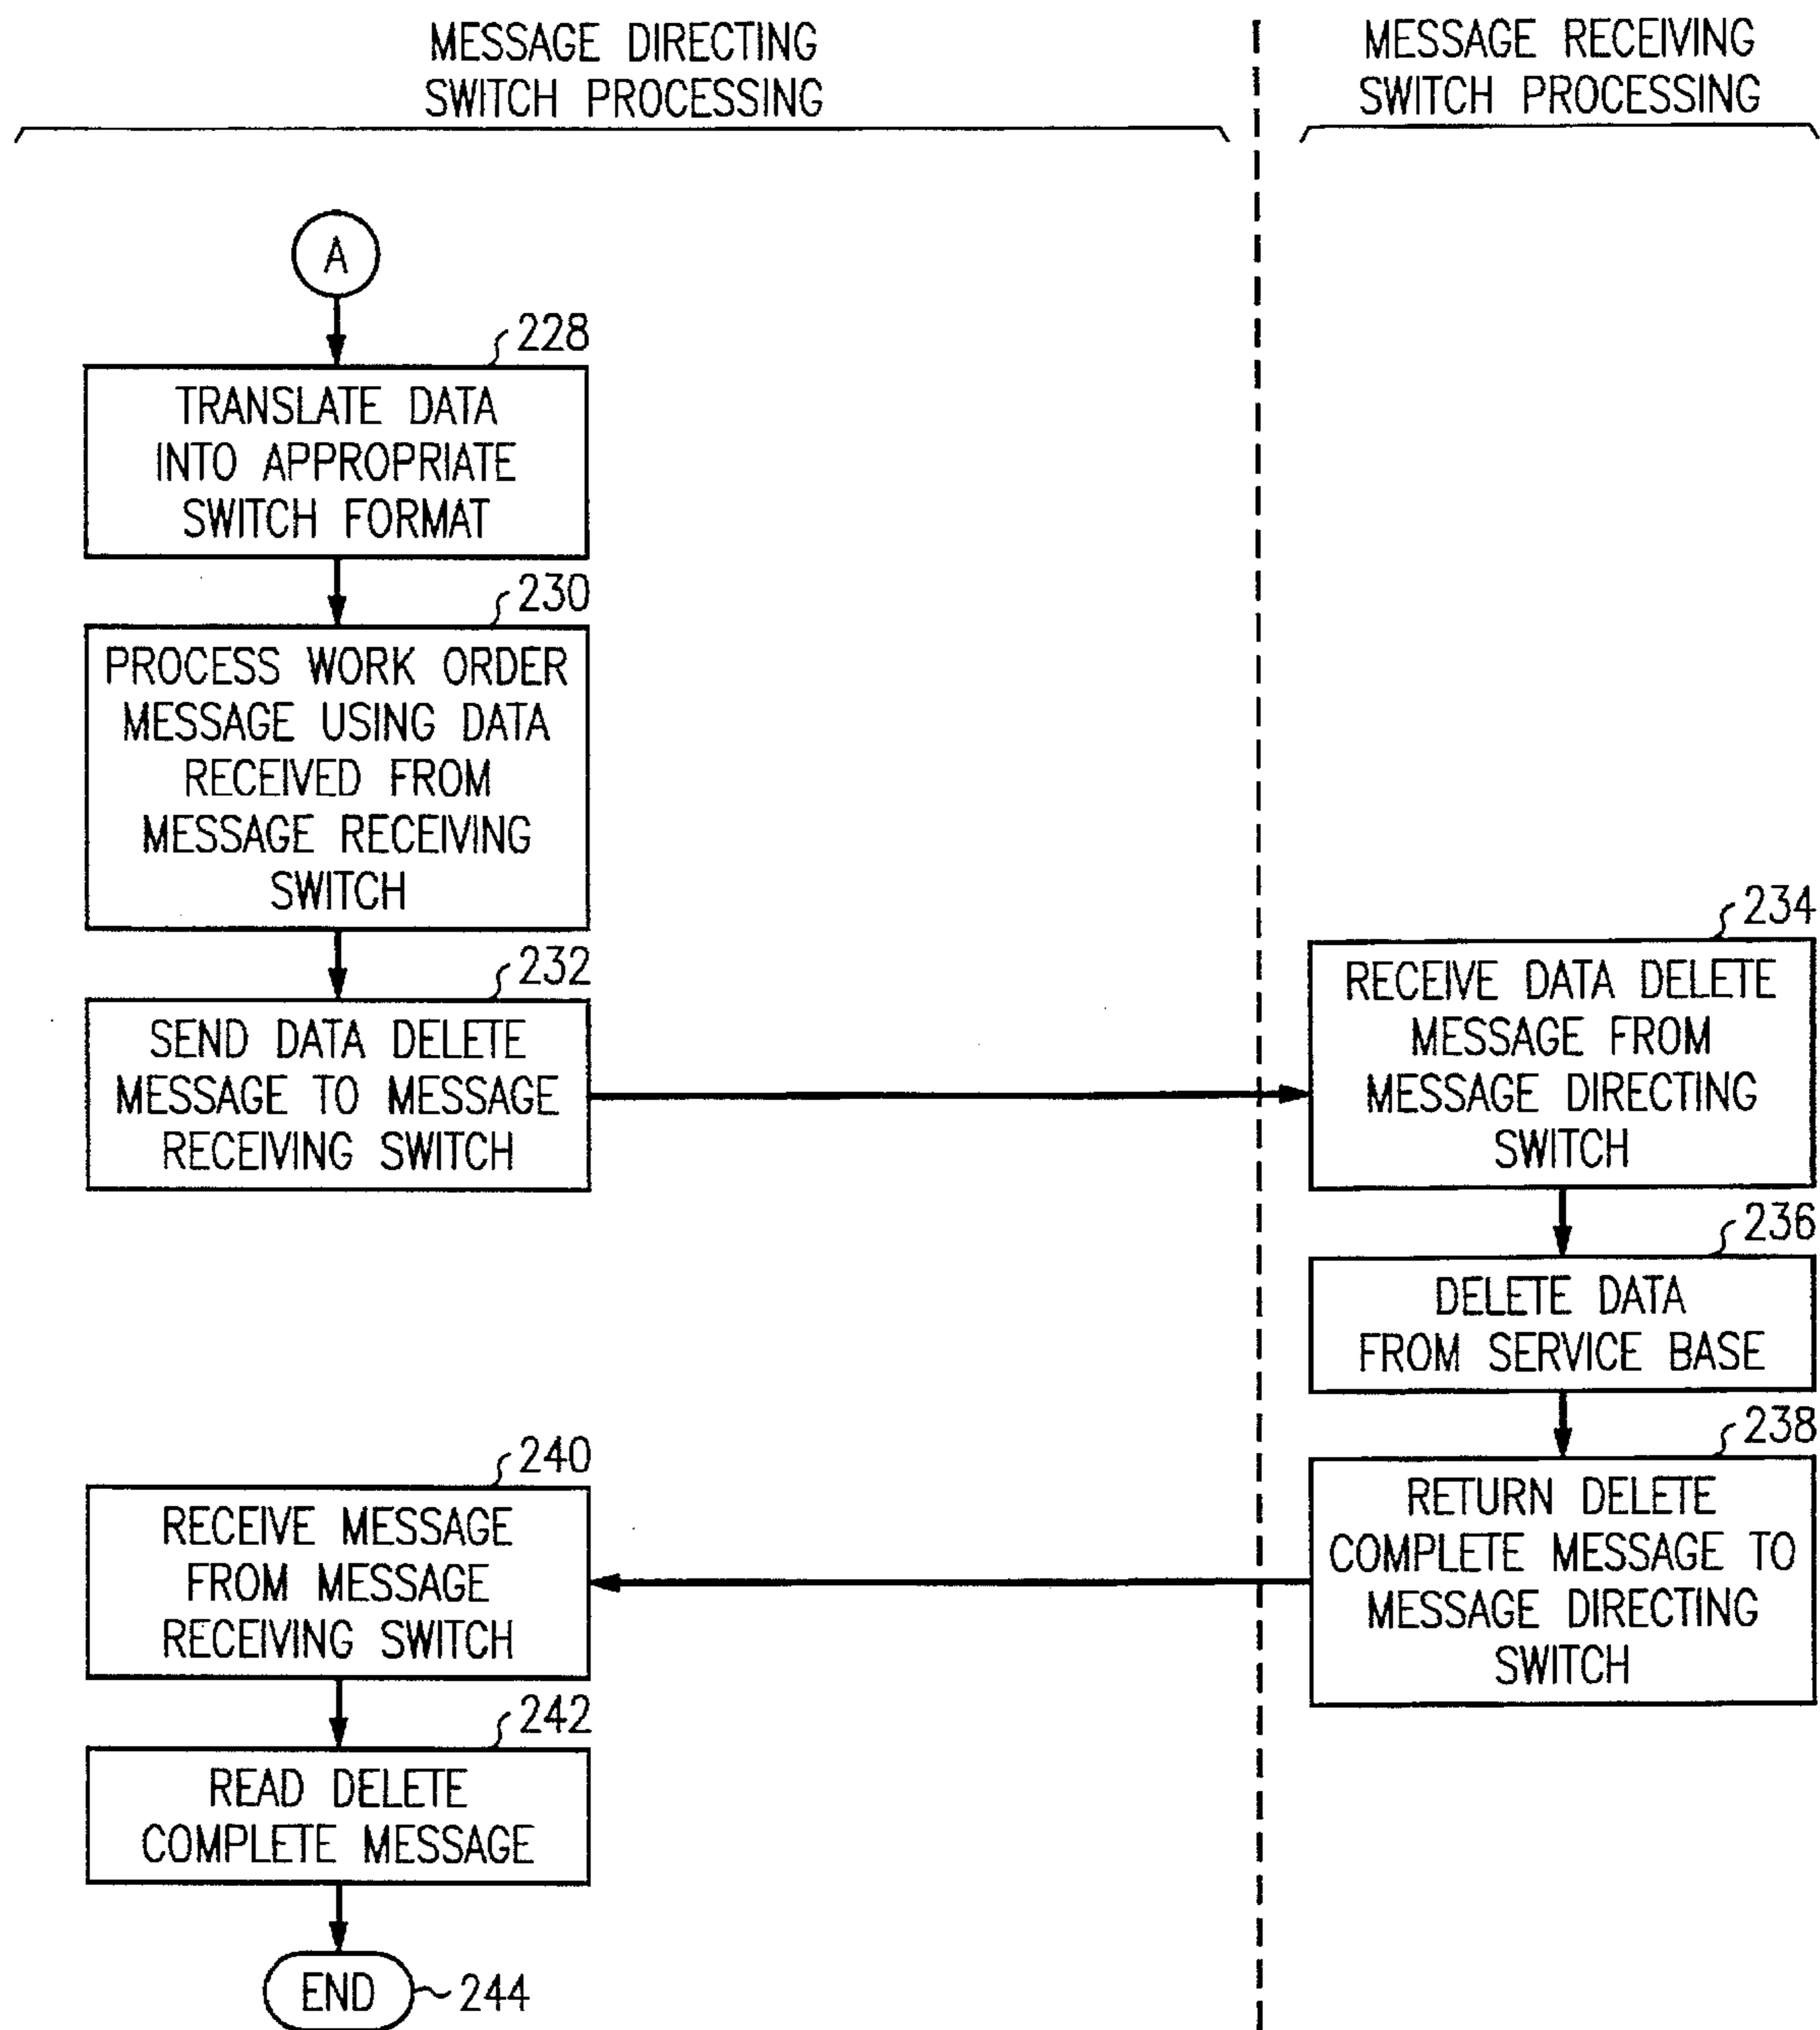 MESSAGE DIRECTING
SWITCH PROCESSING
MESSAGE RECEIVING
SWITCH PROCESSING
A
228
TRANSLATE DATA
INTO APPROPRIATE
SWITCH FORMAT
230
PROCESS WORK ORDER
MESSAGE USING DATA
RECEIVED FROM
MESSAGE RECEIVING
SWITCH
232
SEND DATA DELETE
MESSAGE TO MESSAGE
RECEIVING SWITCH
234
RECEIVE DATA DELETE
MESSAGE FROM
MESSAGE DIRECTING
SWITCH
236
DELETE DATA
FROM SERVICE BASE
238
RETURN DELETE
COMPLETE MESSAGE TO
MESSAGE DIRECTING
SWITCH
240
RECEIVE MESSAGE
FROM MESSAGE
RECEIVING SWITCH
242
READ DELETE
COMPLETE MESSAGE
END
244